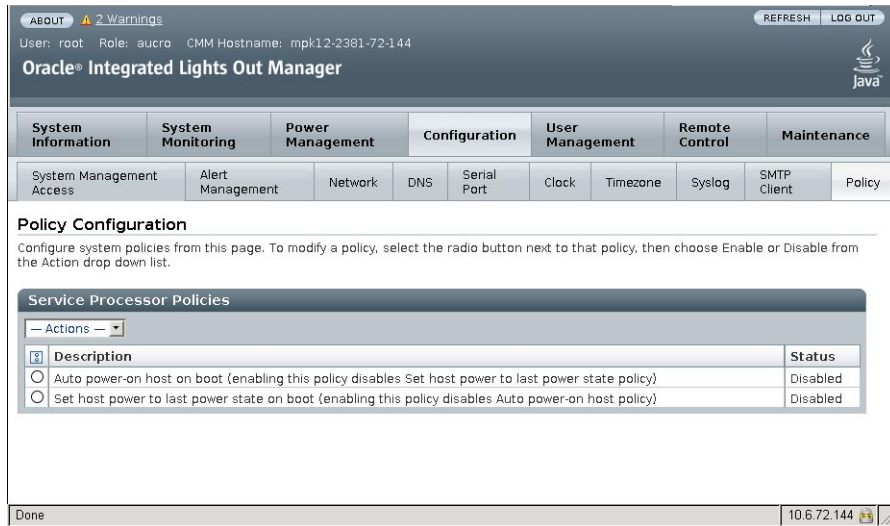 ABOUT 2 Warnings REFRESH LOG OUT
User: root Role: aucro CMM Hostname: mpk12-2381-72-144
Oracle® Integrated Lights Out Manager
Java™
System Information System Monitoring Power Management Configuration User Management Remote Control Maintenance
System Management Access Alert Management Network DNS Serial Port Clock Timezone Syslog SMTP Client Policy
Policy Configuration
Configure system policies from this page. To modify a policy, select the radio button next to that policy, then choose Enable or Disable from
the Action drop down list.
Service Processor Policies
— Actions —
Description Status
Auto power-on host on boot (enabling this policy disables Set host power to last power state policy) Disabled
Set host power to last power state on boot (enabling this policy disables Auto power-on host policy) Disabled
Done 10.6.72.144